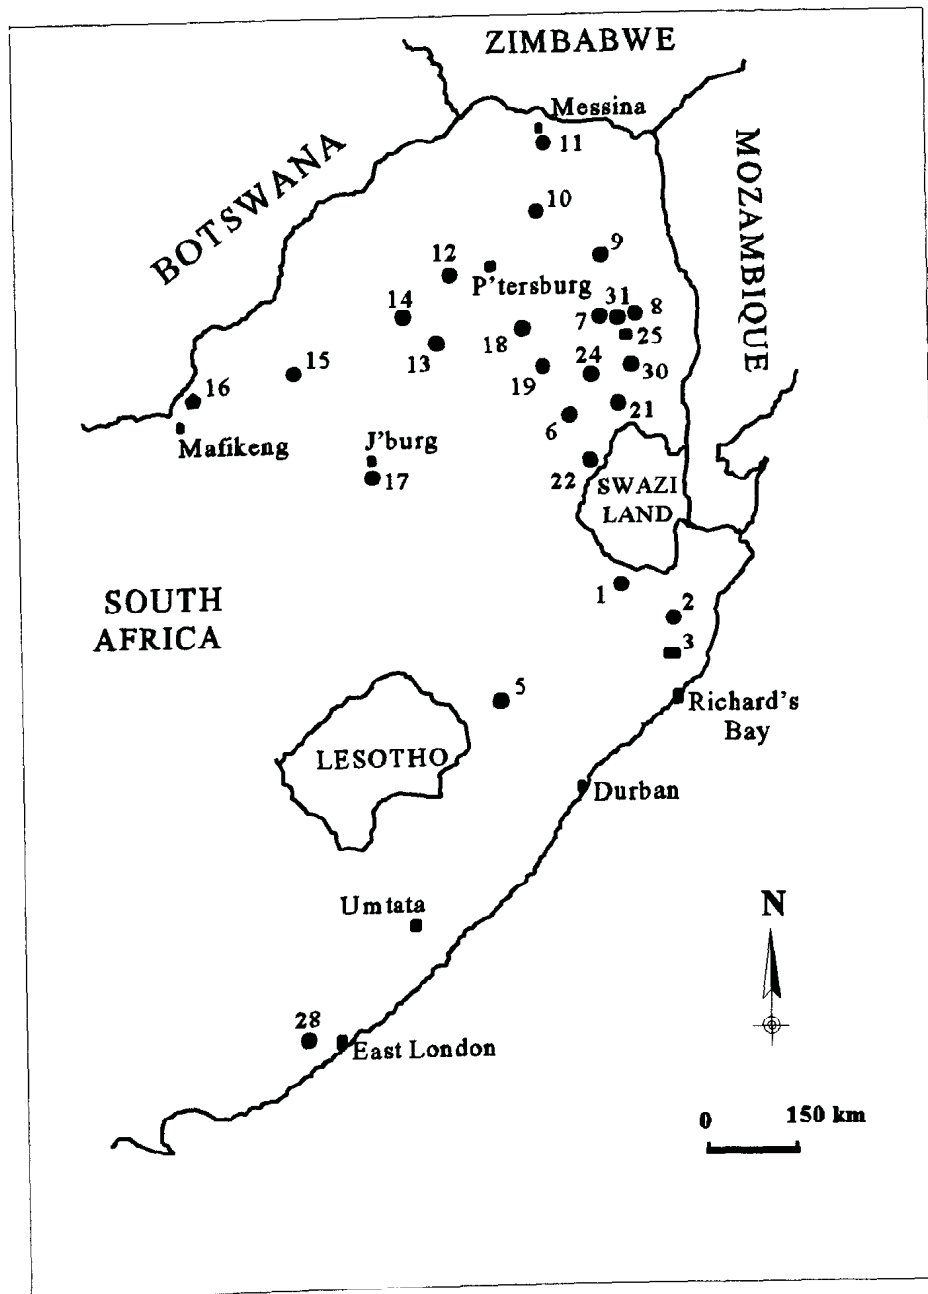 ZIMBABWE
Messina
11
BOTSWANA
MOZAMBIQUE
10
9
12
P'tersburg
14
31
8
7
25
18
13
24
30
15
19
16
21
6
Mafikeng
J'burg
17
22
SWAZI
LAND
1
2
SOUTH
AFRICA
3
5
Richard's
Bay
LESOTHO
Durban
Umtata
N
28
East London
0 150 km